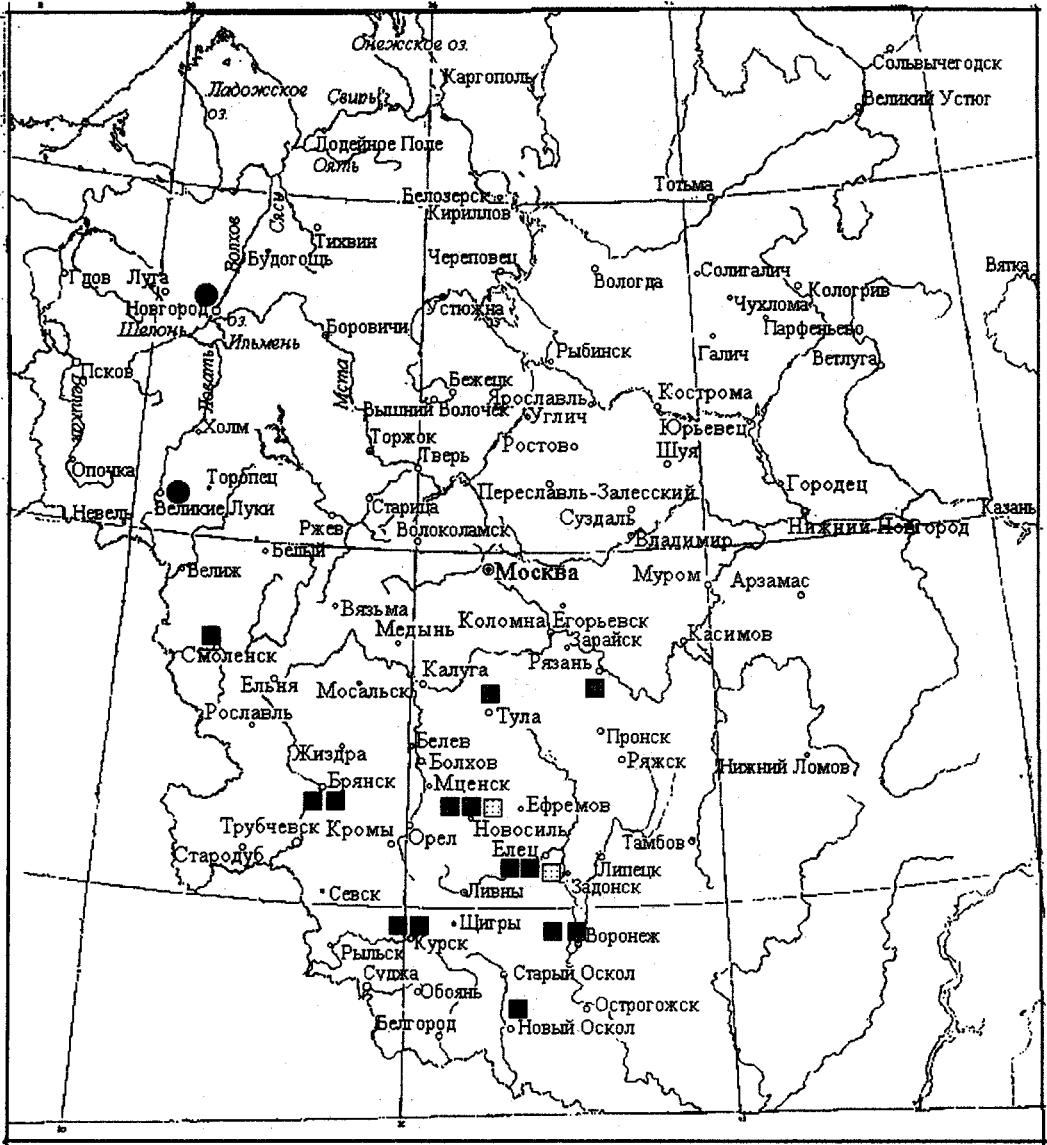 Онежское оз.
Каргополь
Сольвычегодск
Ладожское
оз.
Свирь
Великий Устюг
Лодейное Поле
Оять
Тотьма
Белозерск
Кириллов
Сясь
Волхов
Тихвин
Будогощь
Череповец
Вологда
Солигалич
Вятка
Гдов
Луга
Кологрив
Чухлома
Новгород
Устюжна
оз.
Парфеньево
Шелонь
оз.
Ильмень
Боровичи
Рыбинск
Галич
Ветлуга
Псков
Великая
Ловать
Мста
Бежецк
Ярославль
Кострома
Вышний Волочек
Углич
Юрьевец
Холм
Торжок
Ростов
Шуя
Тверь
Опочка
Торопец
Переславль-Залесский
Городец
Невель
Великие Луки
Старица
Суздаль
Казань
Ржев
Волоколамск
Владимир
Нижний Новгород
Белый
Велиж
Москва
Муром
Арзамас
Вязьма
Медынь
Коломна
Егорьевск
Зарайск
Касимов
Смоленск
Рязань
Ельня
Мосальск
Калуга
Рославль
Тула
Пронск
Жиздра
Белев
Болхов
Ряжск
Нижний Ломов
Брянск
Мценск
Ефремов
Трубчевск
Кромы
Орел
Новосиль
Тамбов
Стародуб
Елец
Липецк
Севск
Ливны
Задонск
Щигры
Рыльск
Курск
Воронеж
Суджа
Старый Оскол
Обоянь
Острогожск
Белгород
Новый Оскол